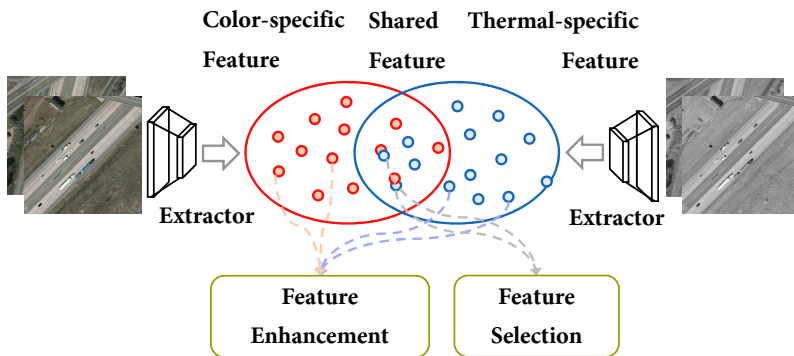 Color-specific Feature
Shared Feature
Thermal-specific Feature
Extractor
Extractor
Feature
Enhancement
Feature
Selection